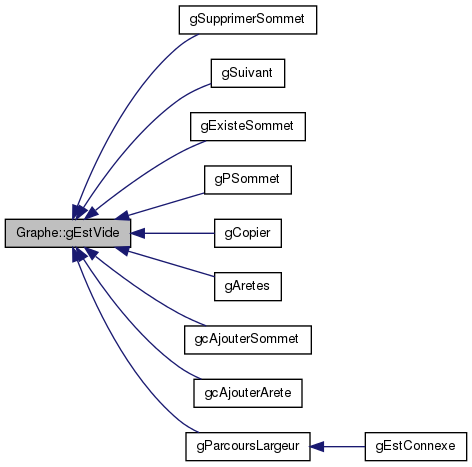 gSupprimerSommet
gSuivant
gExisteSommet
gPSommet
Graphe::gEstVide
gCopier
gAretes
gcAjouterSommet
gcAjouterArete
gParcoursLargeur
gEstConnexe